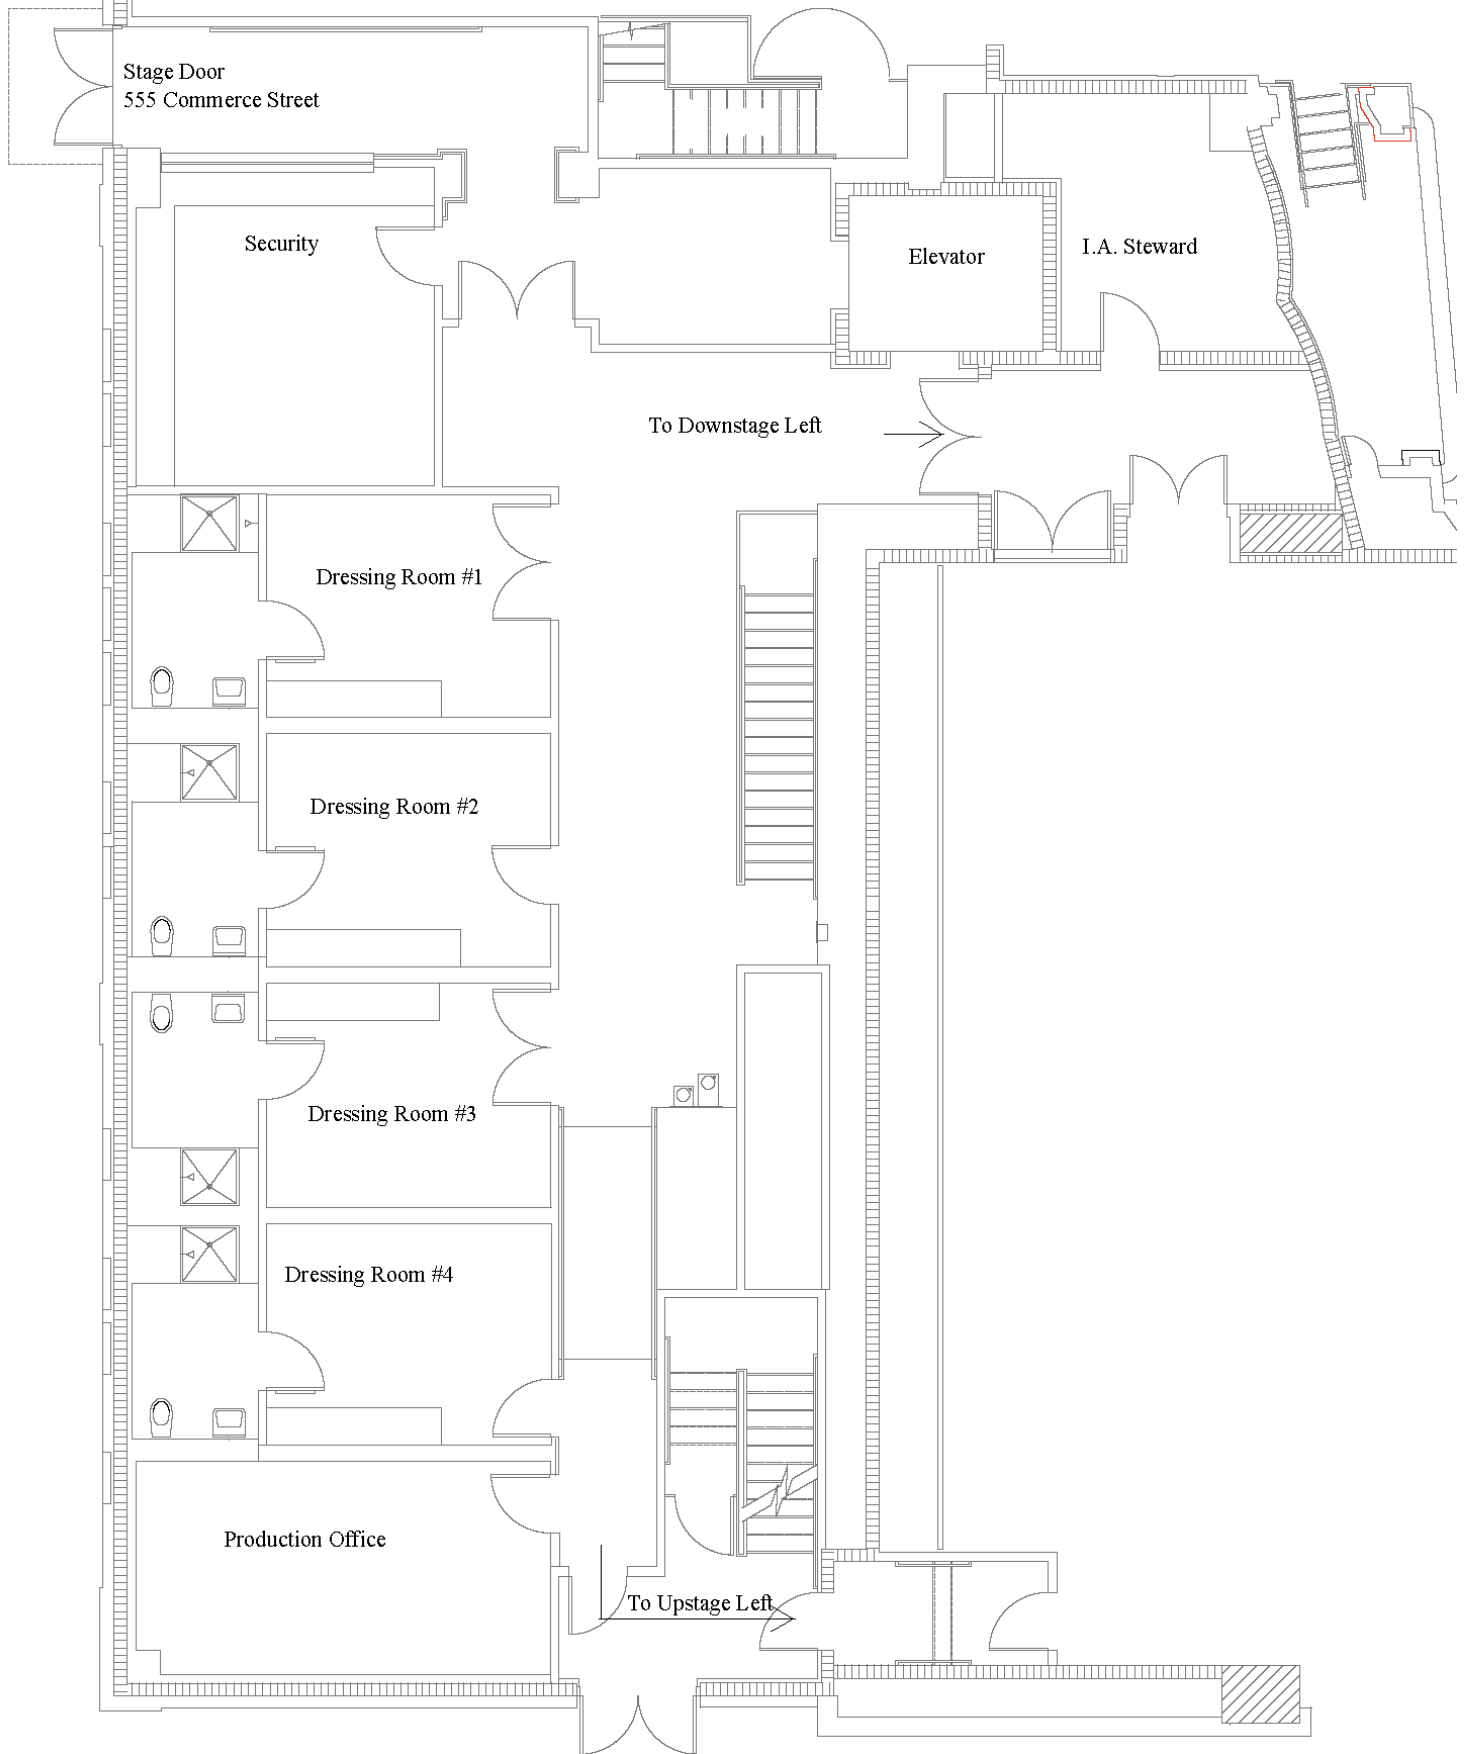 Stage Door
555 Commerce Street
Security
Elevator
I.A. Steward
To Downstage Left
Dressing Room #1
Dressing Room #2
Dressing Room #3
Dressing Room #4
Production Office
To Upstage Left